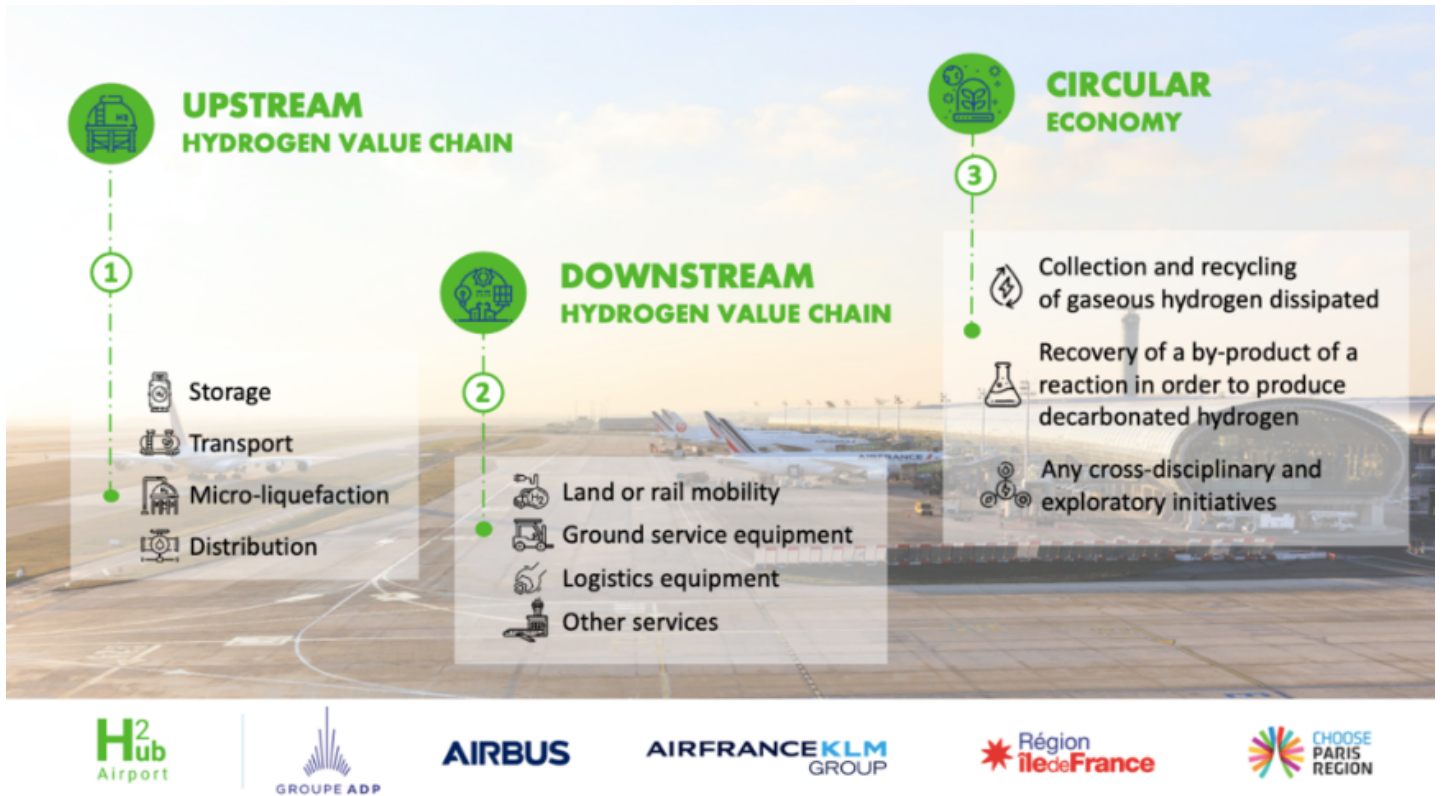 UPSTREAM
HYDROGEN VALUE CHAIN
1
Storage
Transport
Micro-liquefaction
Distribution
DOWNSTREAM
HYDROGEN VALUE CHAIN
2
Land or rail mobility
Ground service equipment
Logistics equipment
Other services
CIRCULAR
ECONOMY
3
Collection and recycling
of gaseous hydrogen dissipated
Recovery of a by-product of a
reaction in order to produce
decarbonated hydrogen
Any cross-disciplinary and
exploratory initiatives
AIRFRANCE
H2
ub
Airport
GROUPE ADP
AIRBUS
AIRFRANCEKLM
GROUP
Région
îledeFrance
CHOOSE
PARIS
REGION